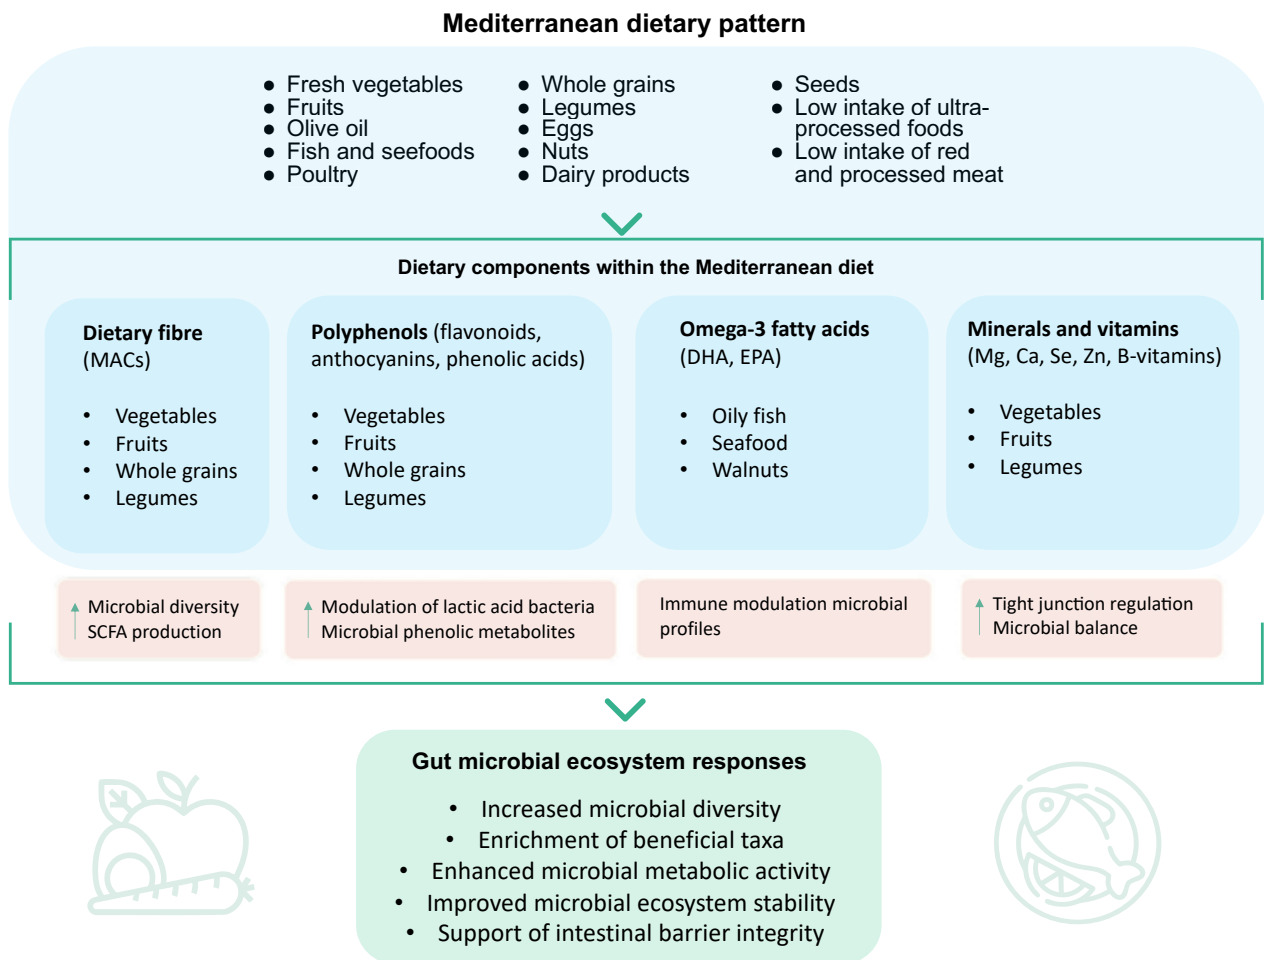 Mediterranean dietary pattern
● Fresh vegetables
● Fruits
● Olive oil
● Fish and seefoods
● Poultry
● Whole grains
● Legumes
● Eggs
● Nuts
● Dairy products
● Seeds
● Low intake of ultra-
processed foods
● Low intake of red
and processed meat
Dietary components within the Mediterranean diet
Dietary fibre
(MACs)
• Vegetables
• Fruits
• Whole grains
• Legumes
Polyphenols (flavonoids,
anthocyanins, phenolic acids)
• Vegetables
• Fruits
• Whole grains
• Legumes
Omega-3 fatty acids
(DHA, EPA)
• Oily fish
• Seafood
• Walnuts
Minerals and vitamins
(Mg, Ca, Se, Zn, B-vitamins)
• Vegetables
• Fruits
• Legumes
Microbial diversity
SCFA production
Modulation of lactic acid bacteria
Microbial phenolic metabolites
Immune modulation microbial
profiles
Tight junction regulation
Microbial balance
Gut microbial ecosystem responses
• Increased microbial diversity
• Enrichment of beneficial taxa
• Enhanced microbial metabolic activity
• Improved microbial ecosystem stability
• Support of intestinal barrier integrity